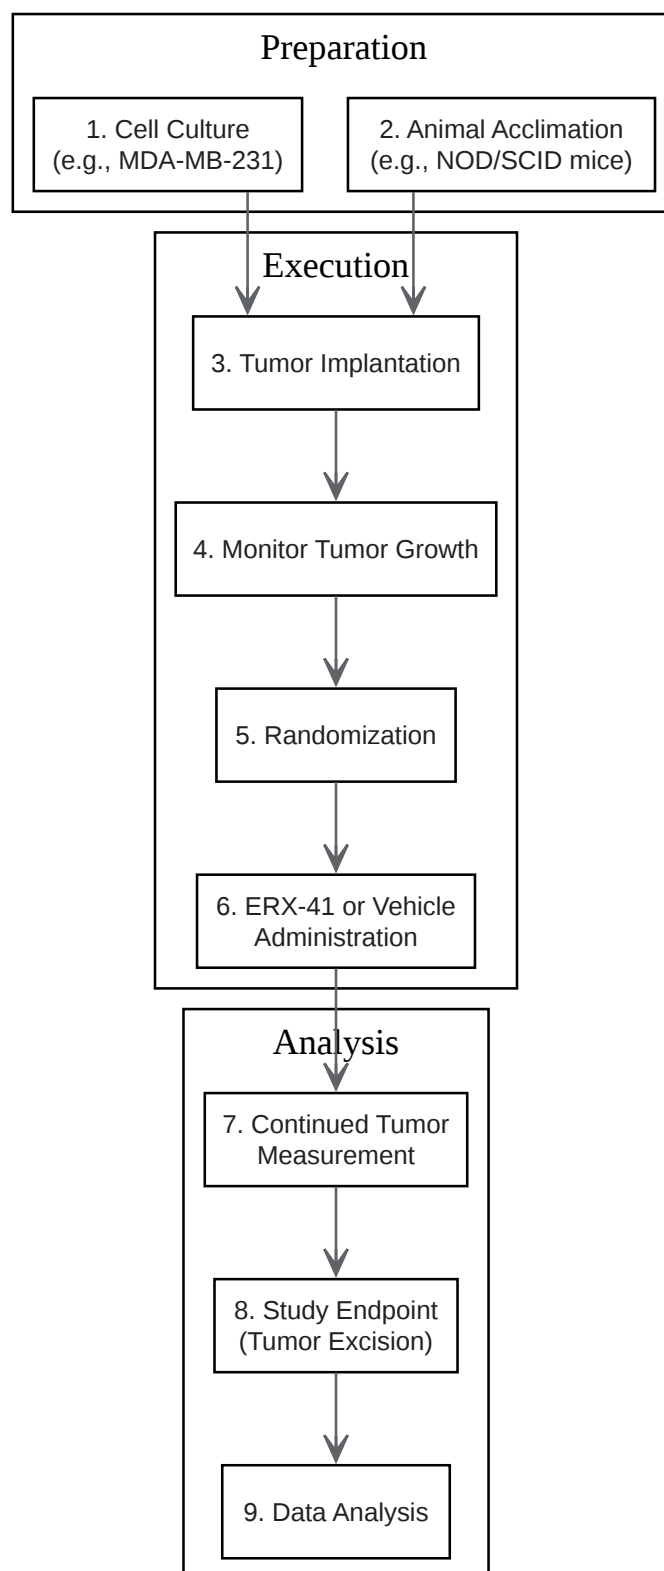 Preparation
1. Cell Culture
(e.g., MDA-MB-231)
2. Animal Acclimation
(e.g., NOD/SCID mice)
Execution
3. Tumor Implantation
4. Monitor Tumor Growth
5. Randomization
6. ERX-41 or Vehicle
Administration
Analysis
7. Continued Tumor
Measurement
8. Study Endpoint
(Tumor Excision)
9. Data Analysis